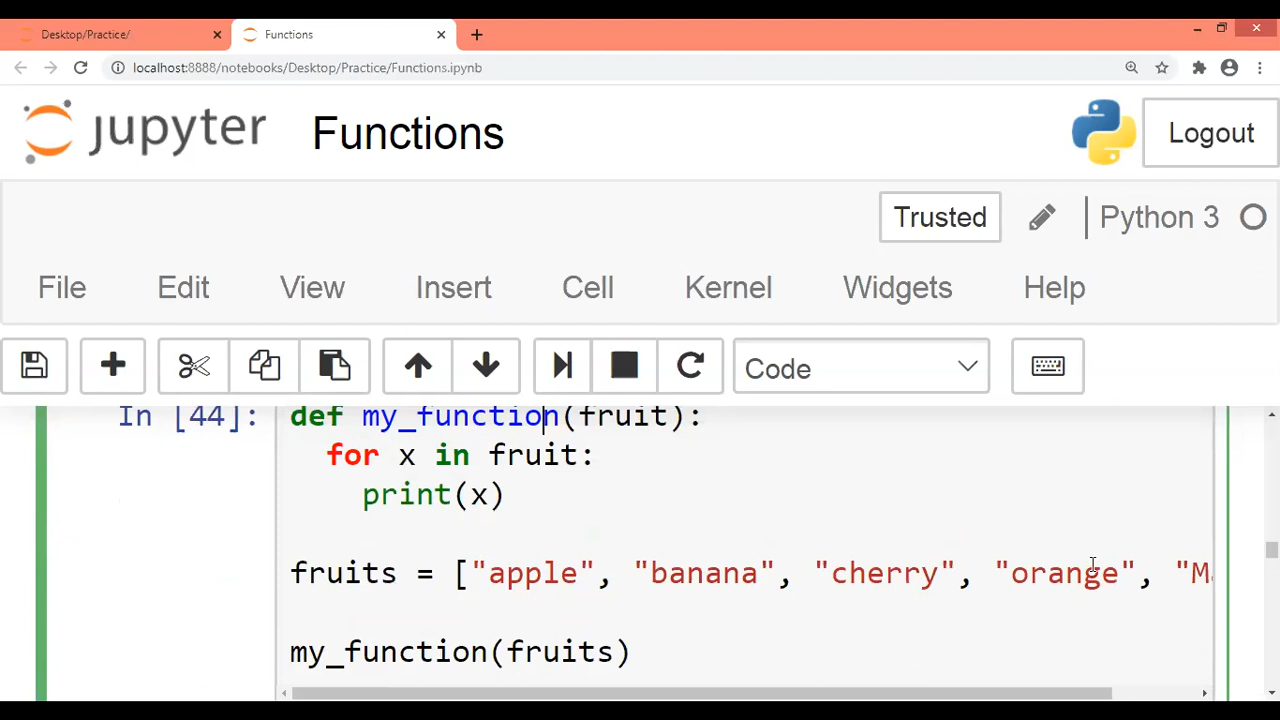 Desktop/Practice/ Functions
localhost:8888/notebooks/Desktop/Practice/Functions.ipynb
jupyter Functions Logout
Trusted Python 3
File Edit View Insert Cell Kernel Widgets Help
Code
In [44]: def my_function(fruit):
for x in fruit:
print(x)
fruits = ["apple", "banana", "cherry", "orange",
my_function(fruits)